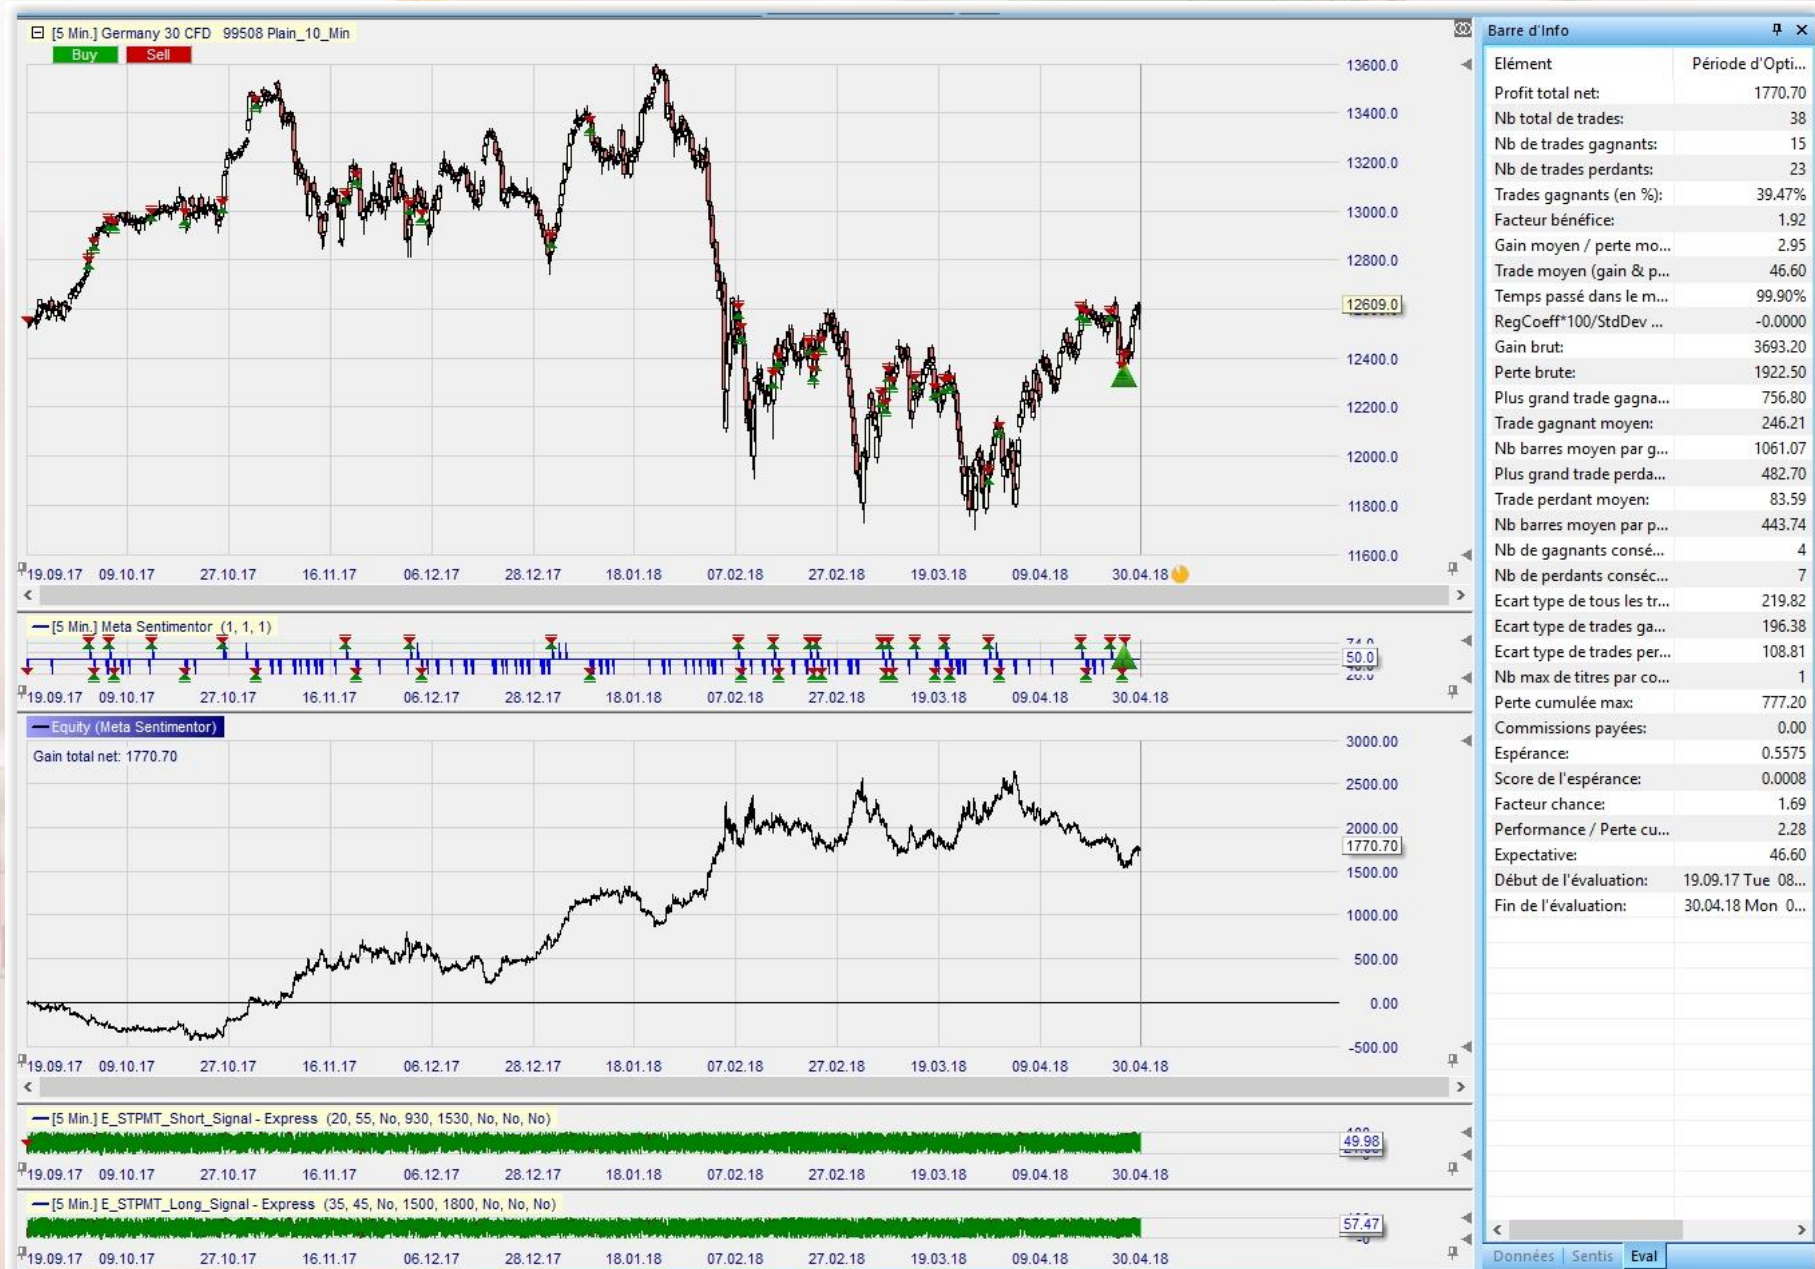 [5 Min.] Germany 30 CFD 99508 Plain_10_Min
Buy Sell
13600.0
13400.0
13200.0
13000.0
12800.0
12609.0
12400.0
12200.0
12000.0
11800.0
11600.0
19.09.17 09.10.17 27.10.17 16.11.17 06.12.17 28.12.17 18.01.18 07.02.18 27.02.18 19.03.18 09.04.18 30.04.18
[5 Min.] Meta Sentimentor (1, 1, 1)
50.0
19.09.17 09.10.17 27.10.17 16.11.17 06.12.17 28.12.17 18.01.18 07.02.18 27.02.18 19.03.18 09.04.18 30.04.18
Equity (Meta Sentimentor)
Gain total net: 1770.70
3000.00
2500.00
2000.00
1770.70
1500.00
1000.00
500.00
0.00
-500.00
19.09.17 09.10.17 27.10.17 16.11.17 06.12.17 28.12.17 18.01.18 07.02.18 27.02.18 19.03.18 09.04.18 30.04.18
[5 Min.] E_STPMT_Short_Signal - Express (20, 55, No, 930, 1530, No, No, No)
49.98
19.09.17 09.10.17 27.10.17 16.11.17 06.12.17 28.12.17 18.01.18 07.02.18 27.02.18 19.03.18 09.04.18 30.04.18
[5 Min.] E_STPMT_Long_Signal - Express (35, 45, No, 1500, 1800, No, No, No)
57.47
19.09.17 09.10.17 27.10.17 16.11.17 06.12.17 28.12.17 18.01.18 07.02.18 27.02.18 19.03.18 09.04.18 30.04.18
Barre d'Info
Elément Période d'Opti...
Profit total net: 1770.70
Nb total de trades: 38
Nb de trades gagnants: 15
Nb de trades perdants: 23
Trades gagnants (en %): 39.47%
Facteur bénéfice: 1.92
Gain moyen / perte mo... 2.95
Trade moyen (gain & p... 46.60
Temps passé dans le m... 99.90%
RegCoeff*100/StdDev ... -0.0000
Gain brut: 3693.20
Perte brute: 1922.50
Plus grand trade gagna... 756.80
Trade gagnant moyen: 246.21
Nb barres moyen par g... 1061.07
Plus grand trade perda... 482.70
Trade perdant moyen: 83.59
Nb barres moyen par p... 443.74
Nb de gagnants consé... 4
Nb de perdants conséc... 7
Ecart type de tous les tr... 219.82
Ecart type de trades ga... 196.38
Ecart type de trades per... 108.81
Nb max de titres par co... 1
Perte cumulée max: 777.20
Commissions payées: 0.00
Espérance: 0.5575
Score de l'espérance: 0.0008
Facteur chance: 1.69
Performance / Perte cu... 2.28
Expectative: 46.60
Début de l'évaluation: 19.09.17 Tue 08...
Fin de l'évaluation: 30.04.18 Mon 0...
Données Sentis Eval